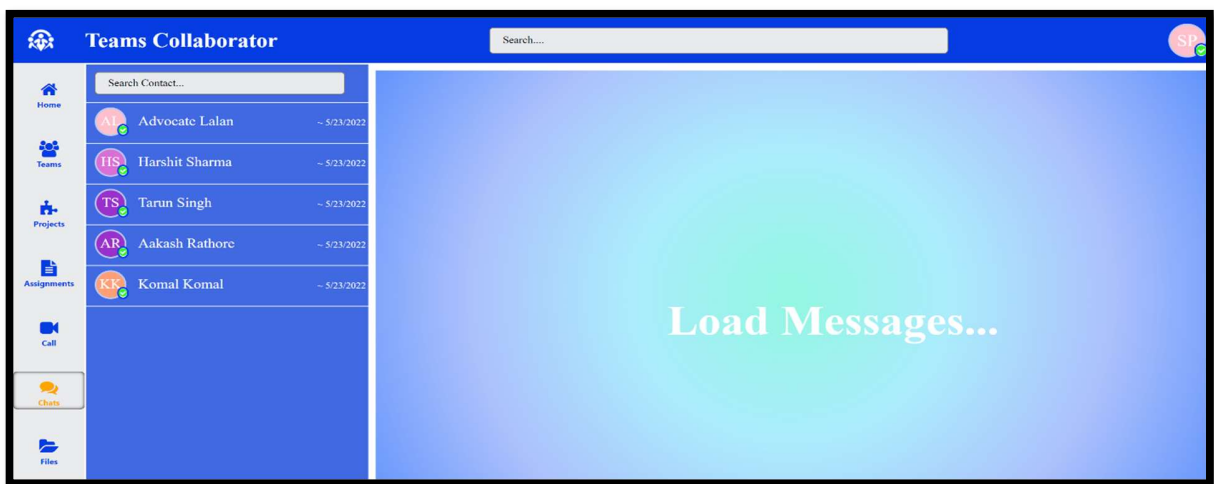 Teams Collaborator
Search....
SP
Home
Teams
Projects
Assignments
Call
Chats
Files
Search Contact...
AL Advocate Lalan ~ 5/23/2022
HS Harshit Sharma ~ 5/23/2022
TS Tarun Singh ~ 5/23/2022
AR Aakash Rathore ~ 5/23/2022
KK Komal Komal ~ 5/23/2022
Load Messages...